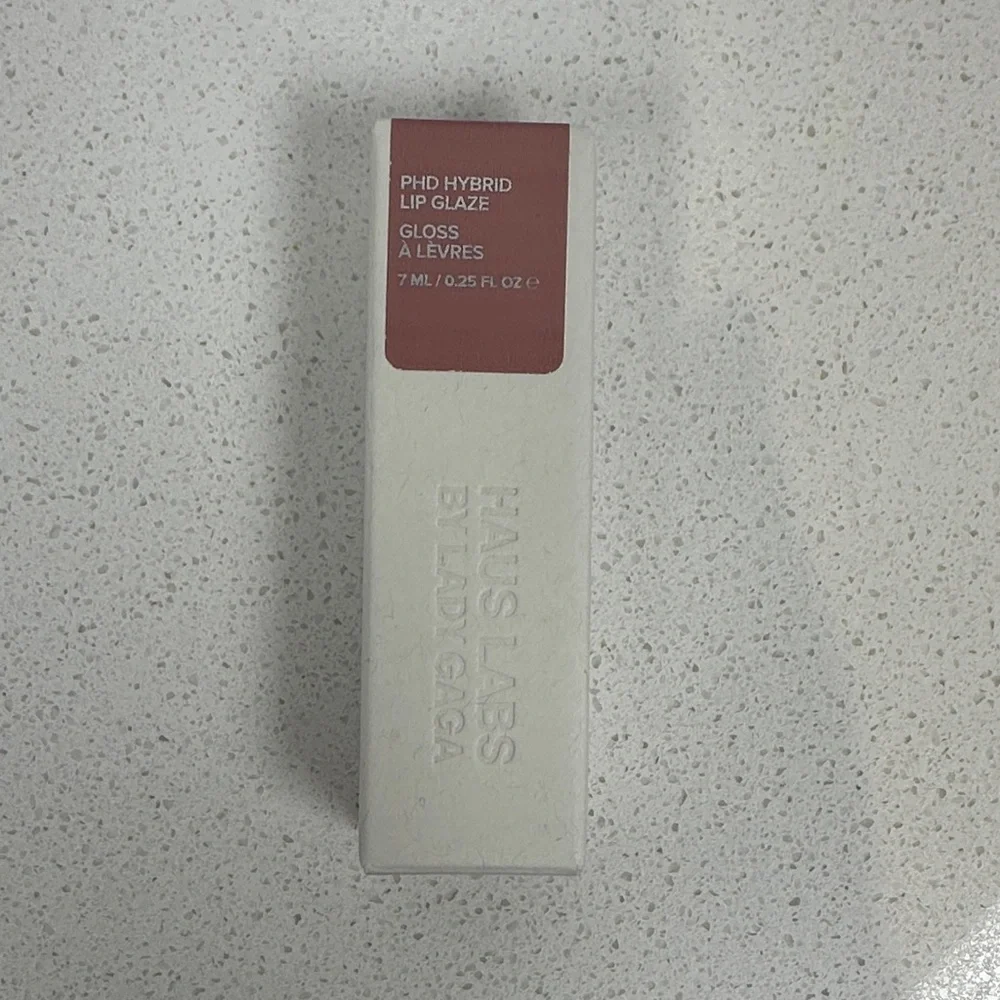 PHD HYBRID
LIP GLAZE
GLOSS
À LÈVRES
7 ML / 0.25 FL OZ ℮
HAUS LABS
BY LADY GAGA